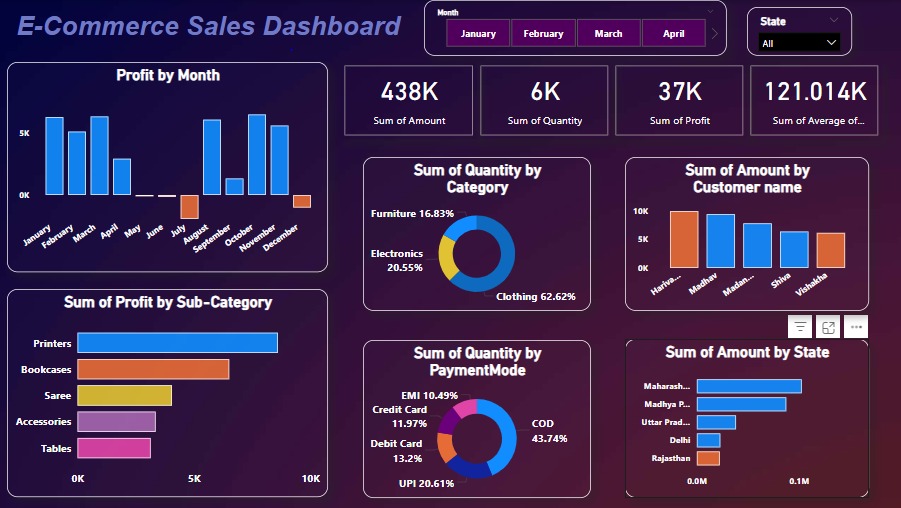 E-Commerce Sales Dashboard
Month
January
February
March
April
State
All
Profit by Month
5K
0K
January
February
March
April
May
June
July
August
September
October
November
December
438K
Sum of Amount
6K
Sum of Quantity
37K
Sum of Profit
121.014K
Sum of Average of...
Sum of Quantity by
Category
Furniture 16.83%
Electronics
20.55%
Clothing 62.62%
Sum of Amount by
Customer name
10K
5K
0K
Hariva...
Madhav
Madan...
Shiva
Vishakha
Sum of Profit by Sub-Category
Printers
Bookcases
Saree
Accessories
Tables
0K
5K
10K
Sum of Quantity by
PaymentMode
EMI 10.49%
Credit Card
11.97%
Debit Card
13.2%
UPI 20.61%
COD
43.74%
Sum of Amount by State
Maharash...
Madhya P...
Uttar Prad...
Delhi
Rajasthan
0.0M
0.1M